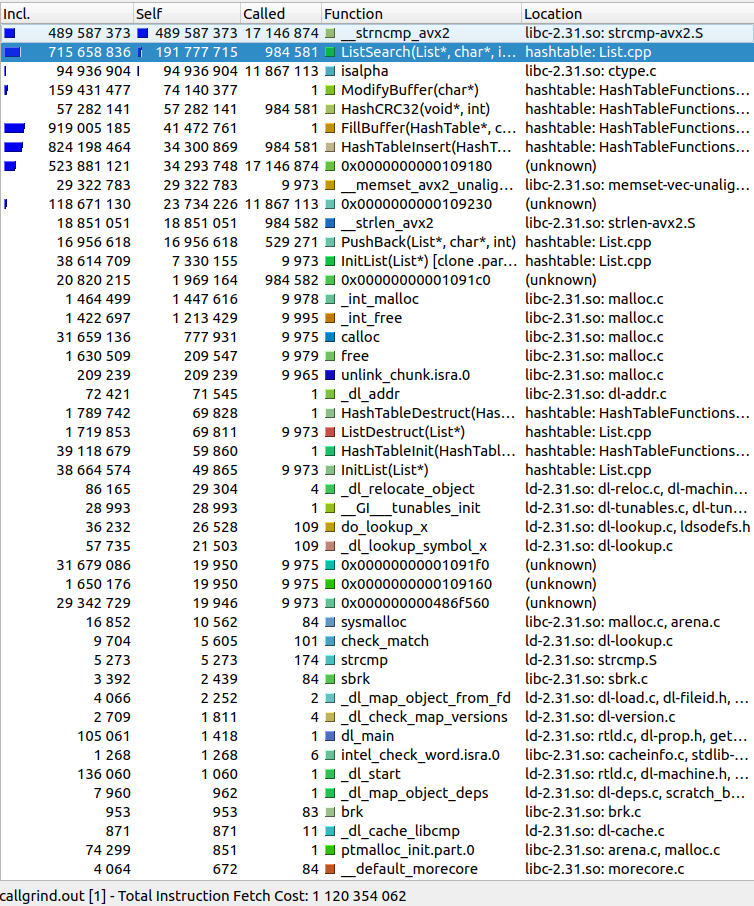 Incl. Self Called Function Location
489 587 373 489 587 373 17 146 874 __strncmp_avx2 libc-2.31.so: strcmp-avx2.S
715 658 836 191 777 715 984 581 ListSearch(List*, char*, i... hashtable: List.cpp
94 936 904 94 936 904 11 867 113 isalpha libc-2.31.so: ctype.c
159 431 477 74 140 377 1 ModifyBuffer(char*) hashtable: HashTableFunctions...
57 282 141 57 282 141 984 581 HashCRC32(void*, int) hashtable: HashTableFunctions...
919 005 185 41 472 761 1 FillBuffer(HashTable*, c... hashtable: HashTableFunctions...
824 198 464 34 300 869 984 581 HashTableInsert(HashT... hashtable: HashTableFunctions...
523 881 121 34 293 748 17 146 874 0x0000000000109180 (unknown)
29 322 783 29 322 783 9 973 __memset_avx2_unalig... libc-2.31.so: memset-vec-unalig...
118 671 130 23 734 226 11 867 113 0x0000000000109230 (unknown)
18 851 051 18 851 051 984 582 __strlen_avx2 libc-2.31.so: strlen-avx2.S
16 956 618 16 956 618 529 271 PushBack(List*, char*, int) hashtable: List.cpp
38 614 709 7 330 155 9 973 InitList(List*) [clone .par... hashtable: List.cpp
20 820 215 1 969 164 984 582 0x00000000001091c0 (unknown)
1 464 499 1 447 616 9 978 _int_malloc libc-2.31.so: malloc.c
1 422 697 1 213 429 9 995 _int_free libc-2.31.so: malloc.c
31 659 136 777 931 9 975 calloc libc-2.31.so: malloc.c
1 630 509 209 547 9 979 free libc-2.31.so: malloc.c
209 239 209 239 9 965 unlink_chunk.isra.0 libc-2.31.so: malloc.c
72 421 71 545 1 _dl_addr libc-2.31.so: dl-addr.c
1 789 742 69 828 1 HashTableDestruct(Has... hashtable: HashTableFunctions...
1 719 853 69 811 9 973 ListDestruct(List*) hashtable: List.cpp
39 118 679 59 860 1 HashTableInit(HashTabl... hashtable: HashTableFunctions...
38 664 574 49 865 9 973 InitList(List*) hashtable: List.cpp
86 165 29 304 4 _dl_relocate_object ld-2.31.so: dl-reloc.c, dl-machin...
28 993 28 993 1 __GI___tunables_init ld-2.31.so: dl-tunables.c, dl-tun...
36 232 26 528 109 do_lookup_x ld-2.31.so: dl-lookup.c, ldsodefs.h
57 735 21 503 109 _dl_lookup_symbol_x ld-2.31.so: dl-lookup.c
31 679 086 19 950 9 975 0x00000000001091f0 (unknown)
1 650 176 19 950 9 975 0x0000000000109160 (unknown)
29 342 729 19 946 9 973 0x000000000486f560 (unknown)
16 852 10 562 84 sysmalloc libc-2.31.so: malloc.c, arena.c
9 704 5 605 101 check_match ld-2.31.so: dl-lookup.c
5 273 5 273 174 strcmp ld-2.31.so: strcmp.S
3 392 2 439 84 sbrk libc-2.31.so: sbrk.c
4 066 2 252 2 _dl_map_object_from_fd ld-2.31.so: dl-load.c, dl-fileid.h, ...
2 709 1 811 4 _dl_check_map_versions ld-2.31.so: dl-version.c
105 061 1 418 1 dl_main ld-2.31.so: rtld.c, dl-prop.h, get...
1 268 1 268 6 intel_check_word.isra.0 libc-2.31.so: cacheinfo.c, stdlib-...
136 060 1 060 1 _dl_start ld-2.31.so: rtld.c, dl-machine.h, ...
7 960 962 1 _dl_map_object_deps ld-2.31.so: dl-deps.c, scratch_b...
953 953 83 brk libc-2.31.so: brk.c
871 871 11 _dl_cache_libcmp ld-2.31.so: dl-cache.c
74 299 851 1 ptmalloc_init.part.0 libc-2.31.so: arena.c, malloc.c
4 064 672 84 __default_morecore libc-2.31.so: morecore.c
callgrind.out [1] - Total Instruction Fetch Cost: 1 120 354 062